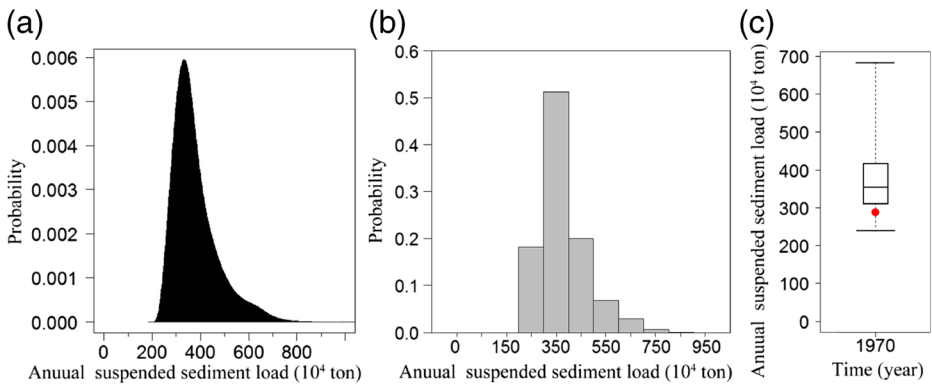 (a)
0.006
0.005
0.004
0.003
0.002
0.001
0.000
Probability
0 200 400 600 800
Anuual suspended sediment load (10⁴ ton)
(b)
0.6
0.5
0.4
0.3
0.2
0.1
0.0
Probability
0 150 350 550 750 950
Anuual suspended sediment load (10⁴ ton)
(c)
700
600
500
400
300
200
100
0
Anuual suspended sediment load (10⁴ ton)
1970
Time (year)